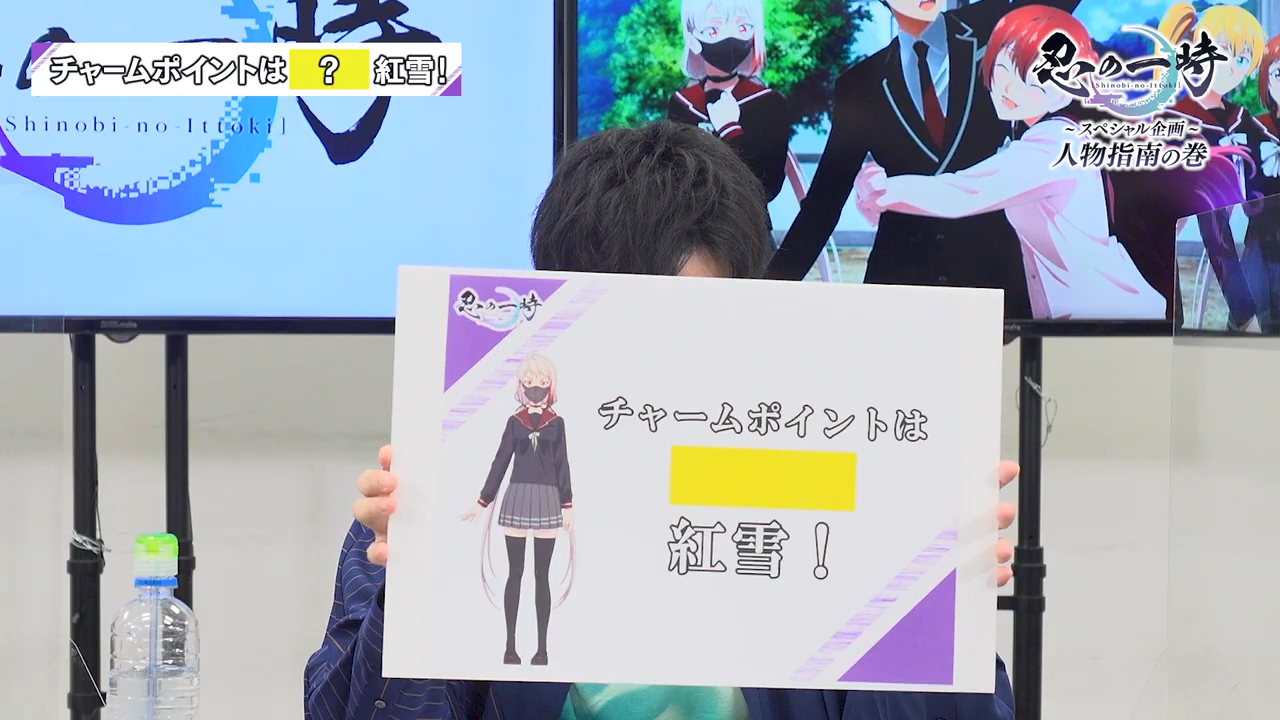 チャームポイントは ? 紅雪!
忍の一時
[Shinobi-no-Ittoki]
~スペシャル企画~
人物指南の巻
時
Shinobi-no-Ittoki]
忍の一時
チャームポイントは
紅雪!